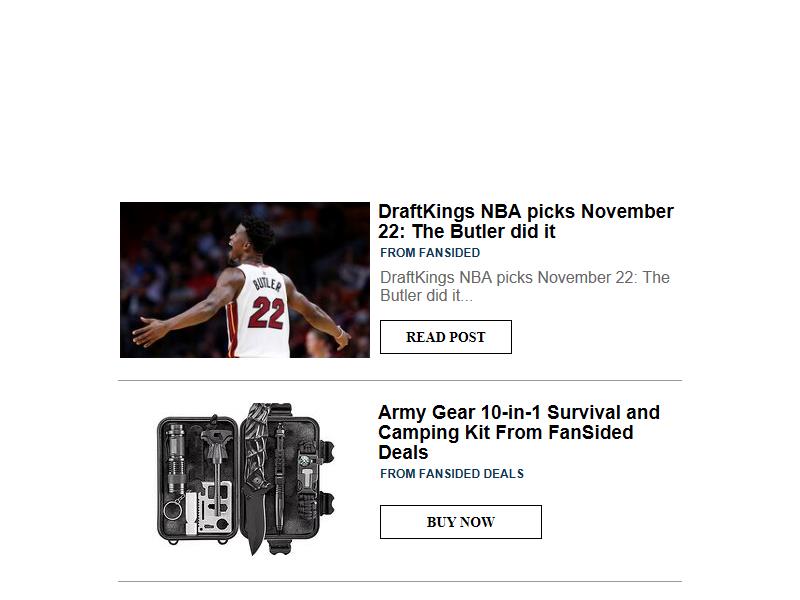 DraftKings NBA picks November
22: The Butler did it
FROM FANSIDED
DraftKings NBA picks November 22: The
Butler did it...
READ POST
BUTLER
22
Army Gear 10-in-1 Survival and
Camping Kit From FanSided
Deals
FROM FANSIDED DEALS
BUY NOW